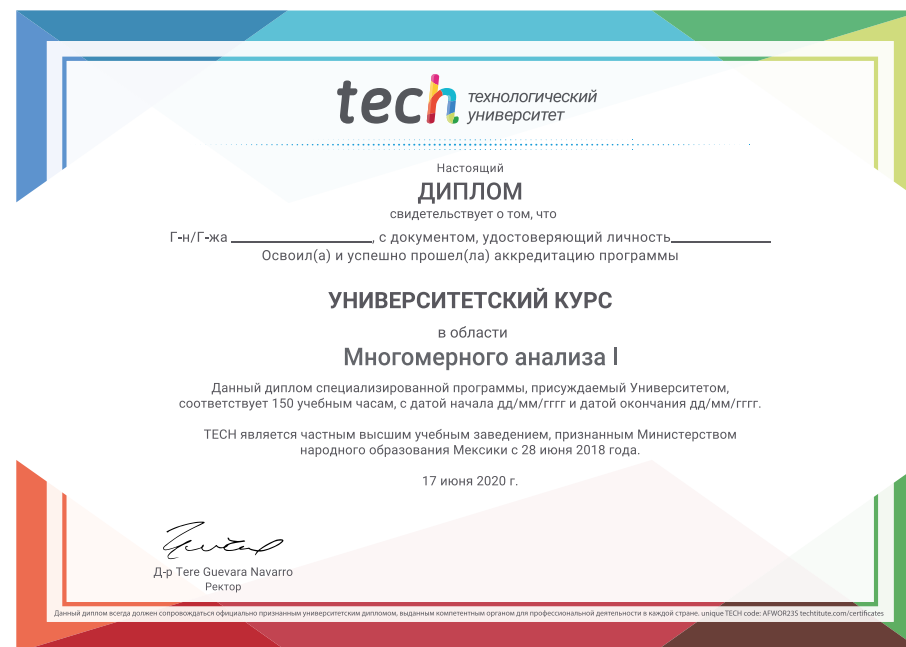 tech технологический
университет
Настоящий
ДИПЛОМ
свидетельствует о том, что
Г-н/Г-жа ____________________, с документом, удостоверяющий личность______________
Освоил(а) и успешно прошел(ла) аккредитацию программы
УНИВЕРСИТЕТСКИЙ КУРС
в области
Многомерного анализа I
Данный диплом специализированной программы, присуждаемый Университетом,
соответствует 150 учебным часам, с датой начала дд/мм/гггг и датой окончания дд/мм/гггг.
TECH является частным высшим учебным заведением, признанным Министерством
народного образования Мексики с 28 июня 2018 года.
17 июня 2020 г.
Д-р Tere Guevara Navarro
Ректор
Данный диплом всегда должен сопровождаться официально признанным университетским дипломом, выданным компетентным органом для профессиональной деятельности в каждой стране. unique TECH code: AFWOR23S techtitute.com/certificates